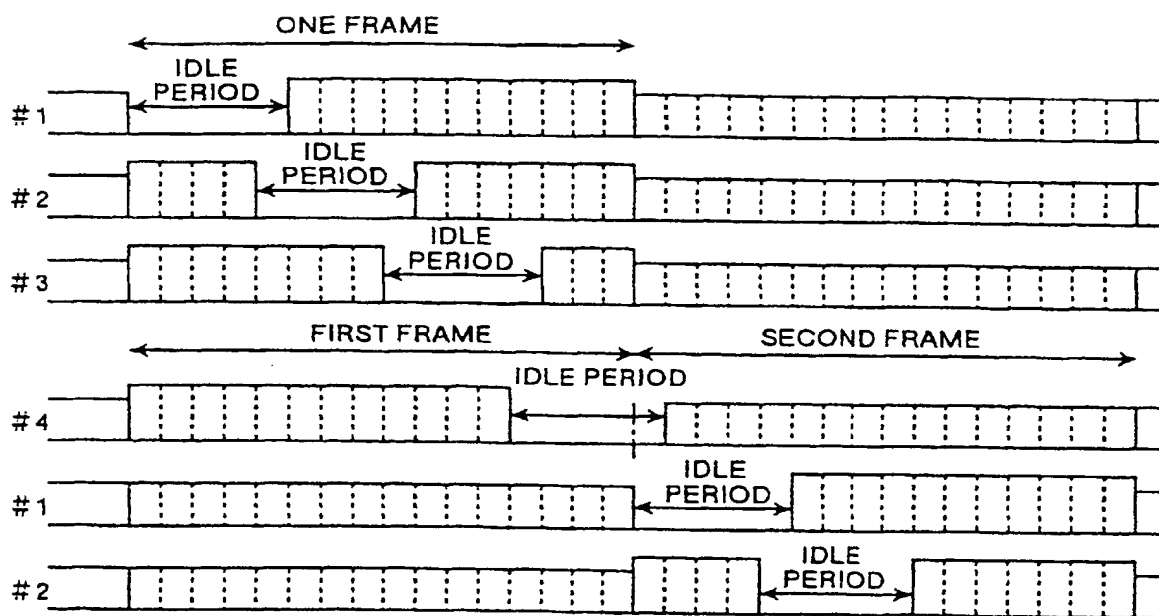 ONE FRAME
IDLE
PERIOD
#1
IDLE
PERIOD
#2
IDLE
PERIOD
#3
FIRST FRAME
SECOND FRAME
IDLE PERIOD
#4
IDLE
PERIOD
#1
IDLE
PERIOD
#2